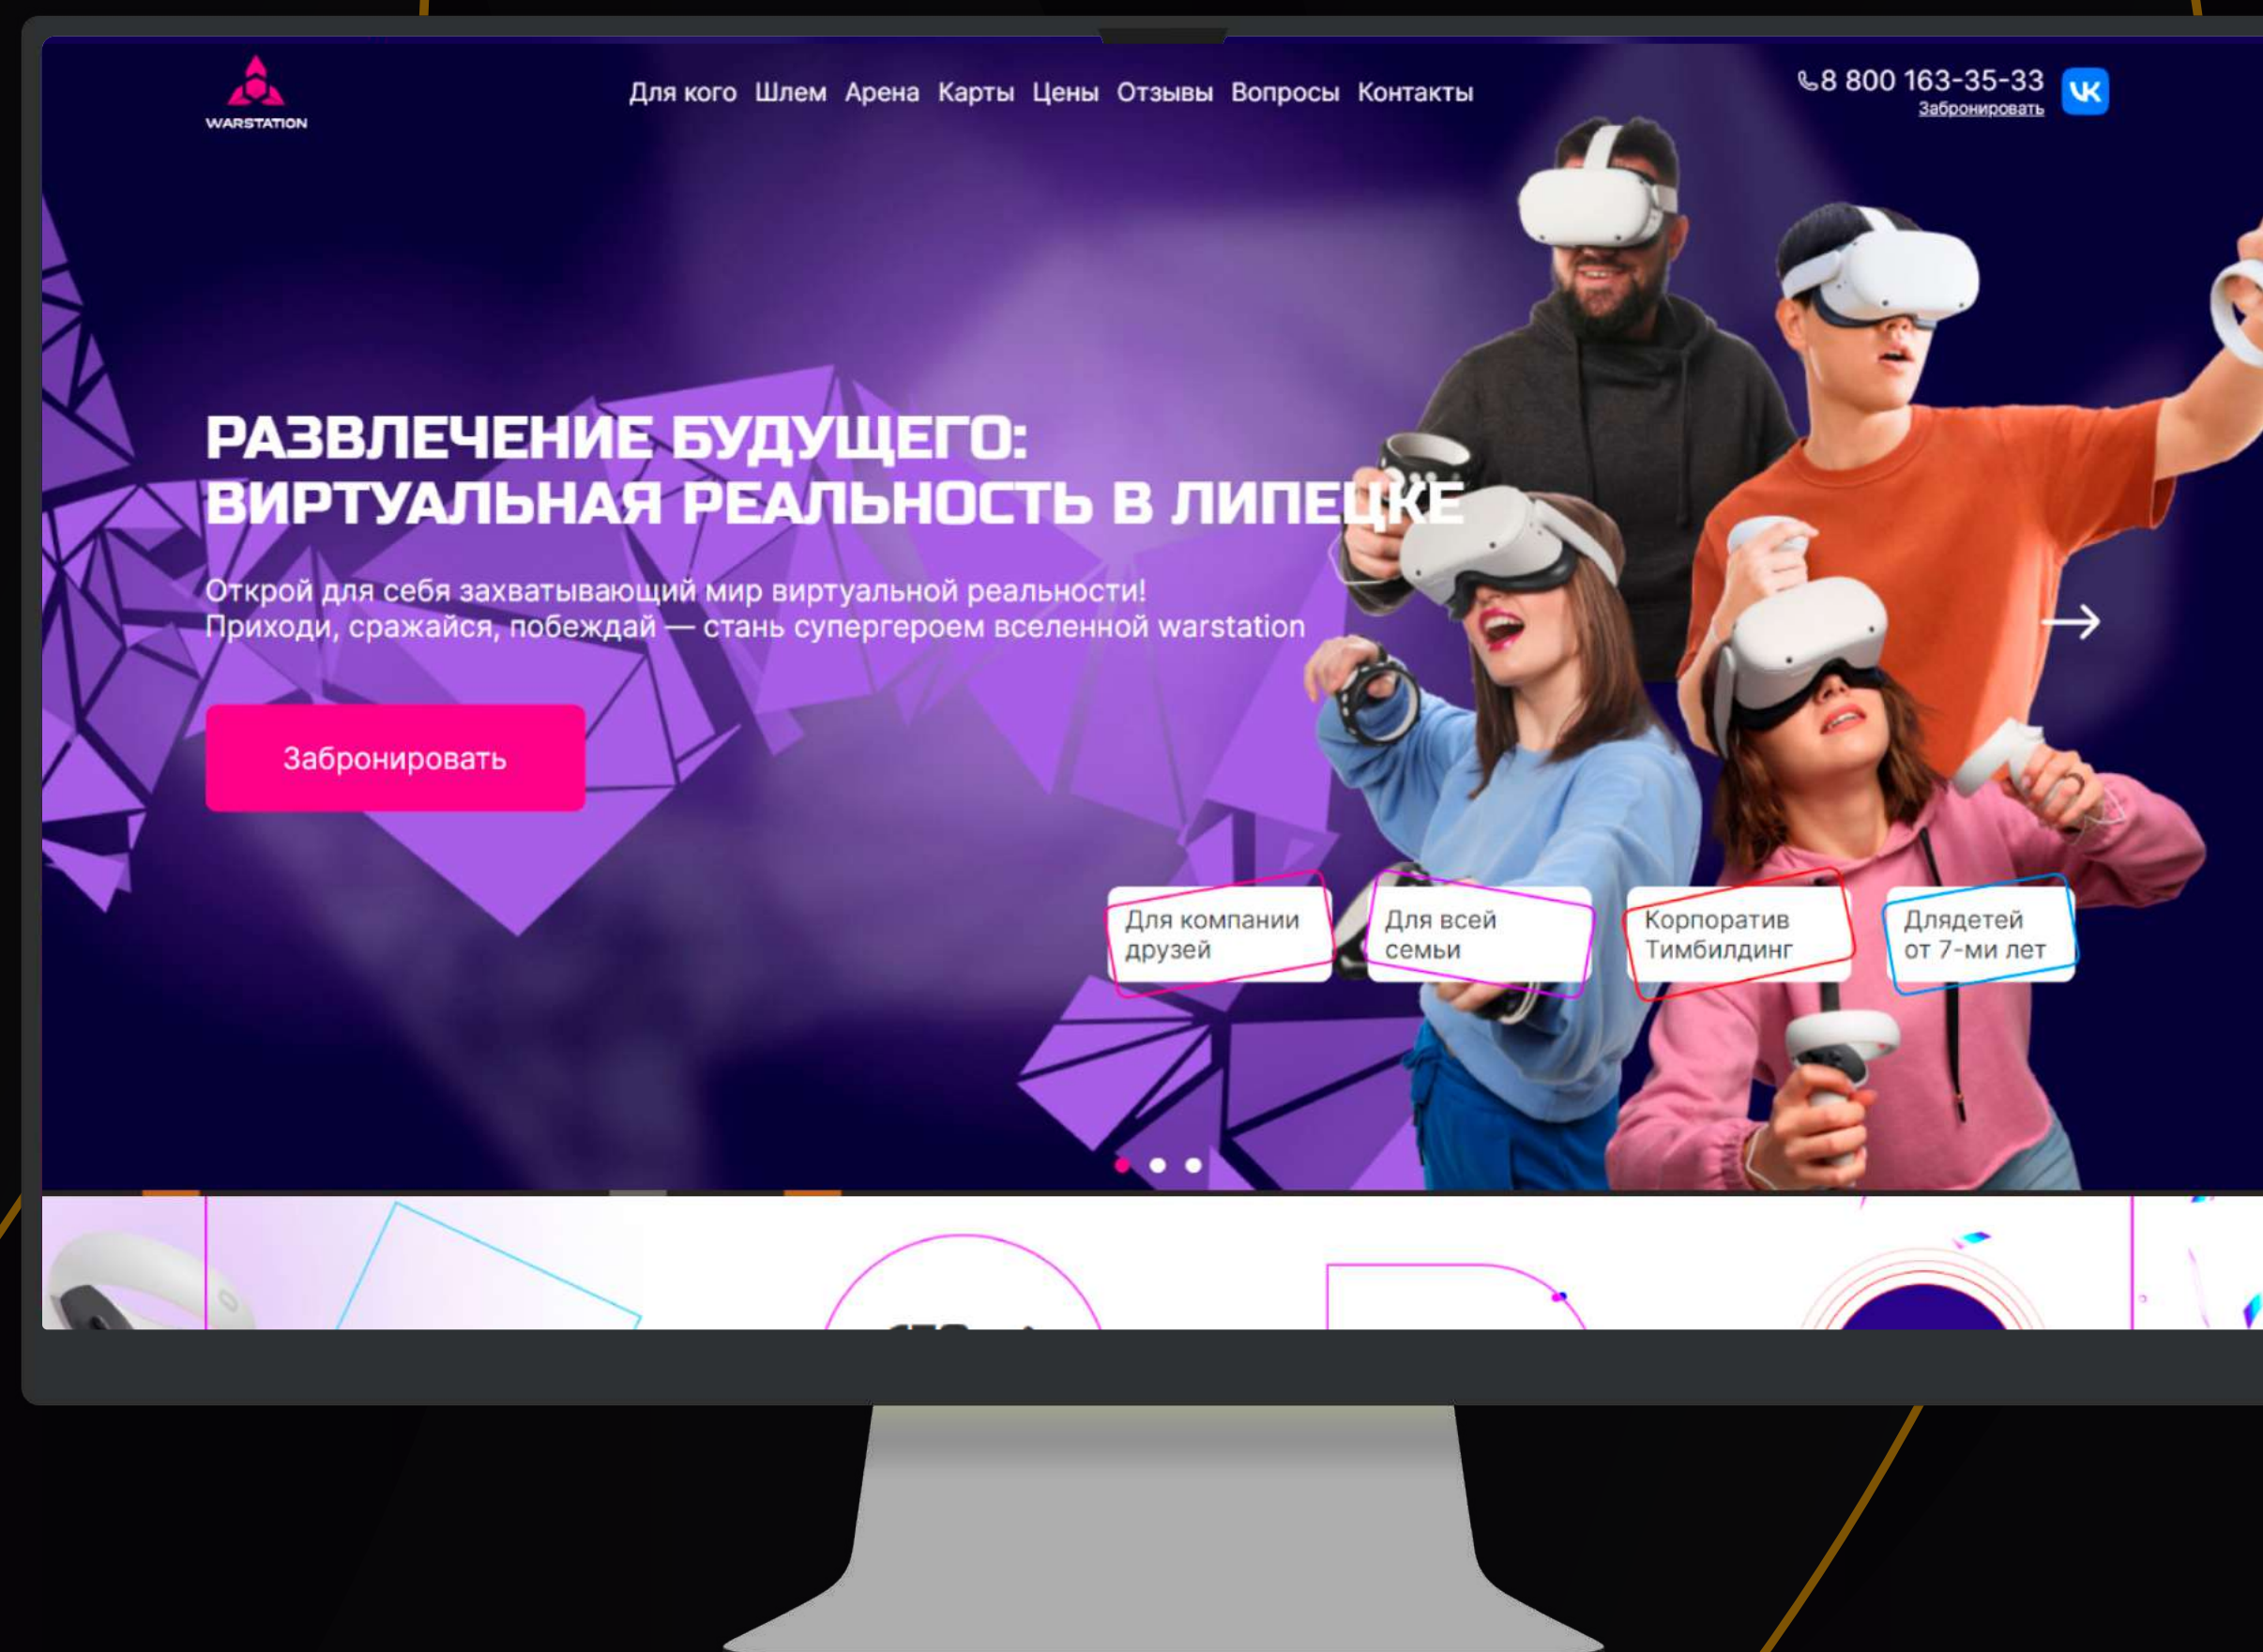 WARSTATION
Для кого Шлем Арена Карты Цены Отзывы Вопросы Контакты
8 800 163-35-33
Забронировать
РАЗВЛЕЧЕНИЕ БУДУЩЕГО:
ВИРТУАЛЬНАЯ РЕАЛЬНОСТЬ В ЛИПЕЦКЕ
Открой для себя захватывающий мир виртуальной реальности!
Приходи, сражайся, побеждай — стань супергероем вселенной warstation
Забронировать
Для компании
друзей
Для всей
семьи
Корпоратив
Тимбилдинг
Длядетей
от 7-ми лет